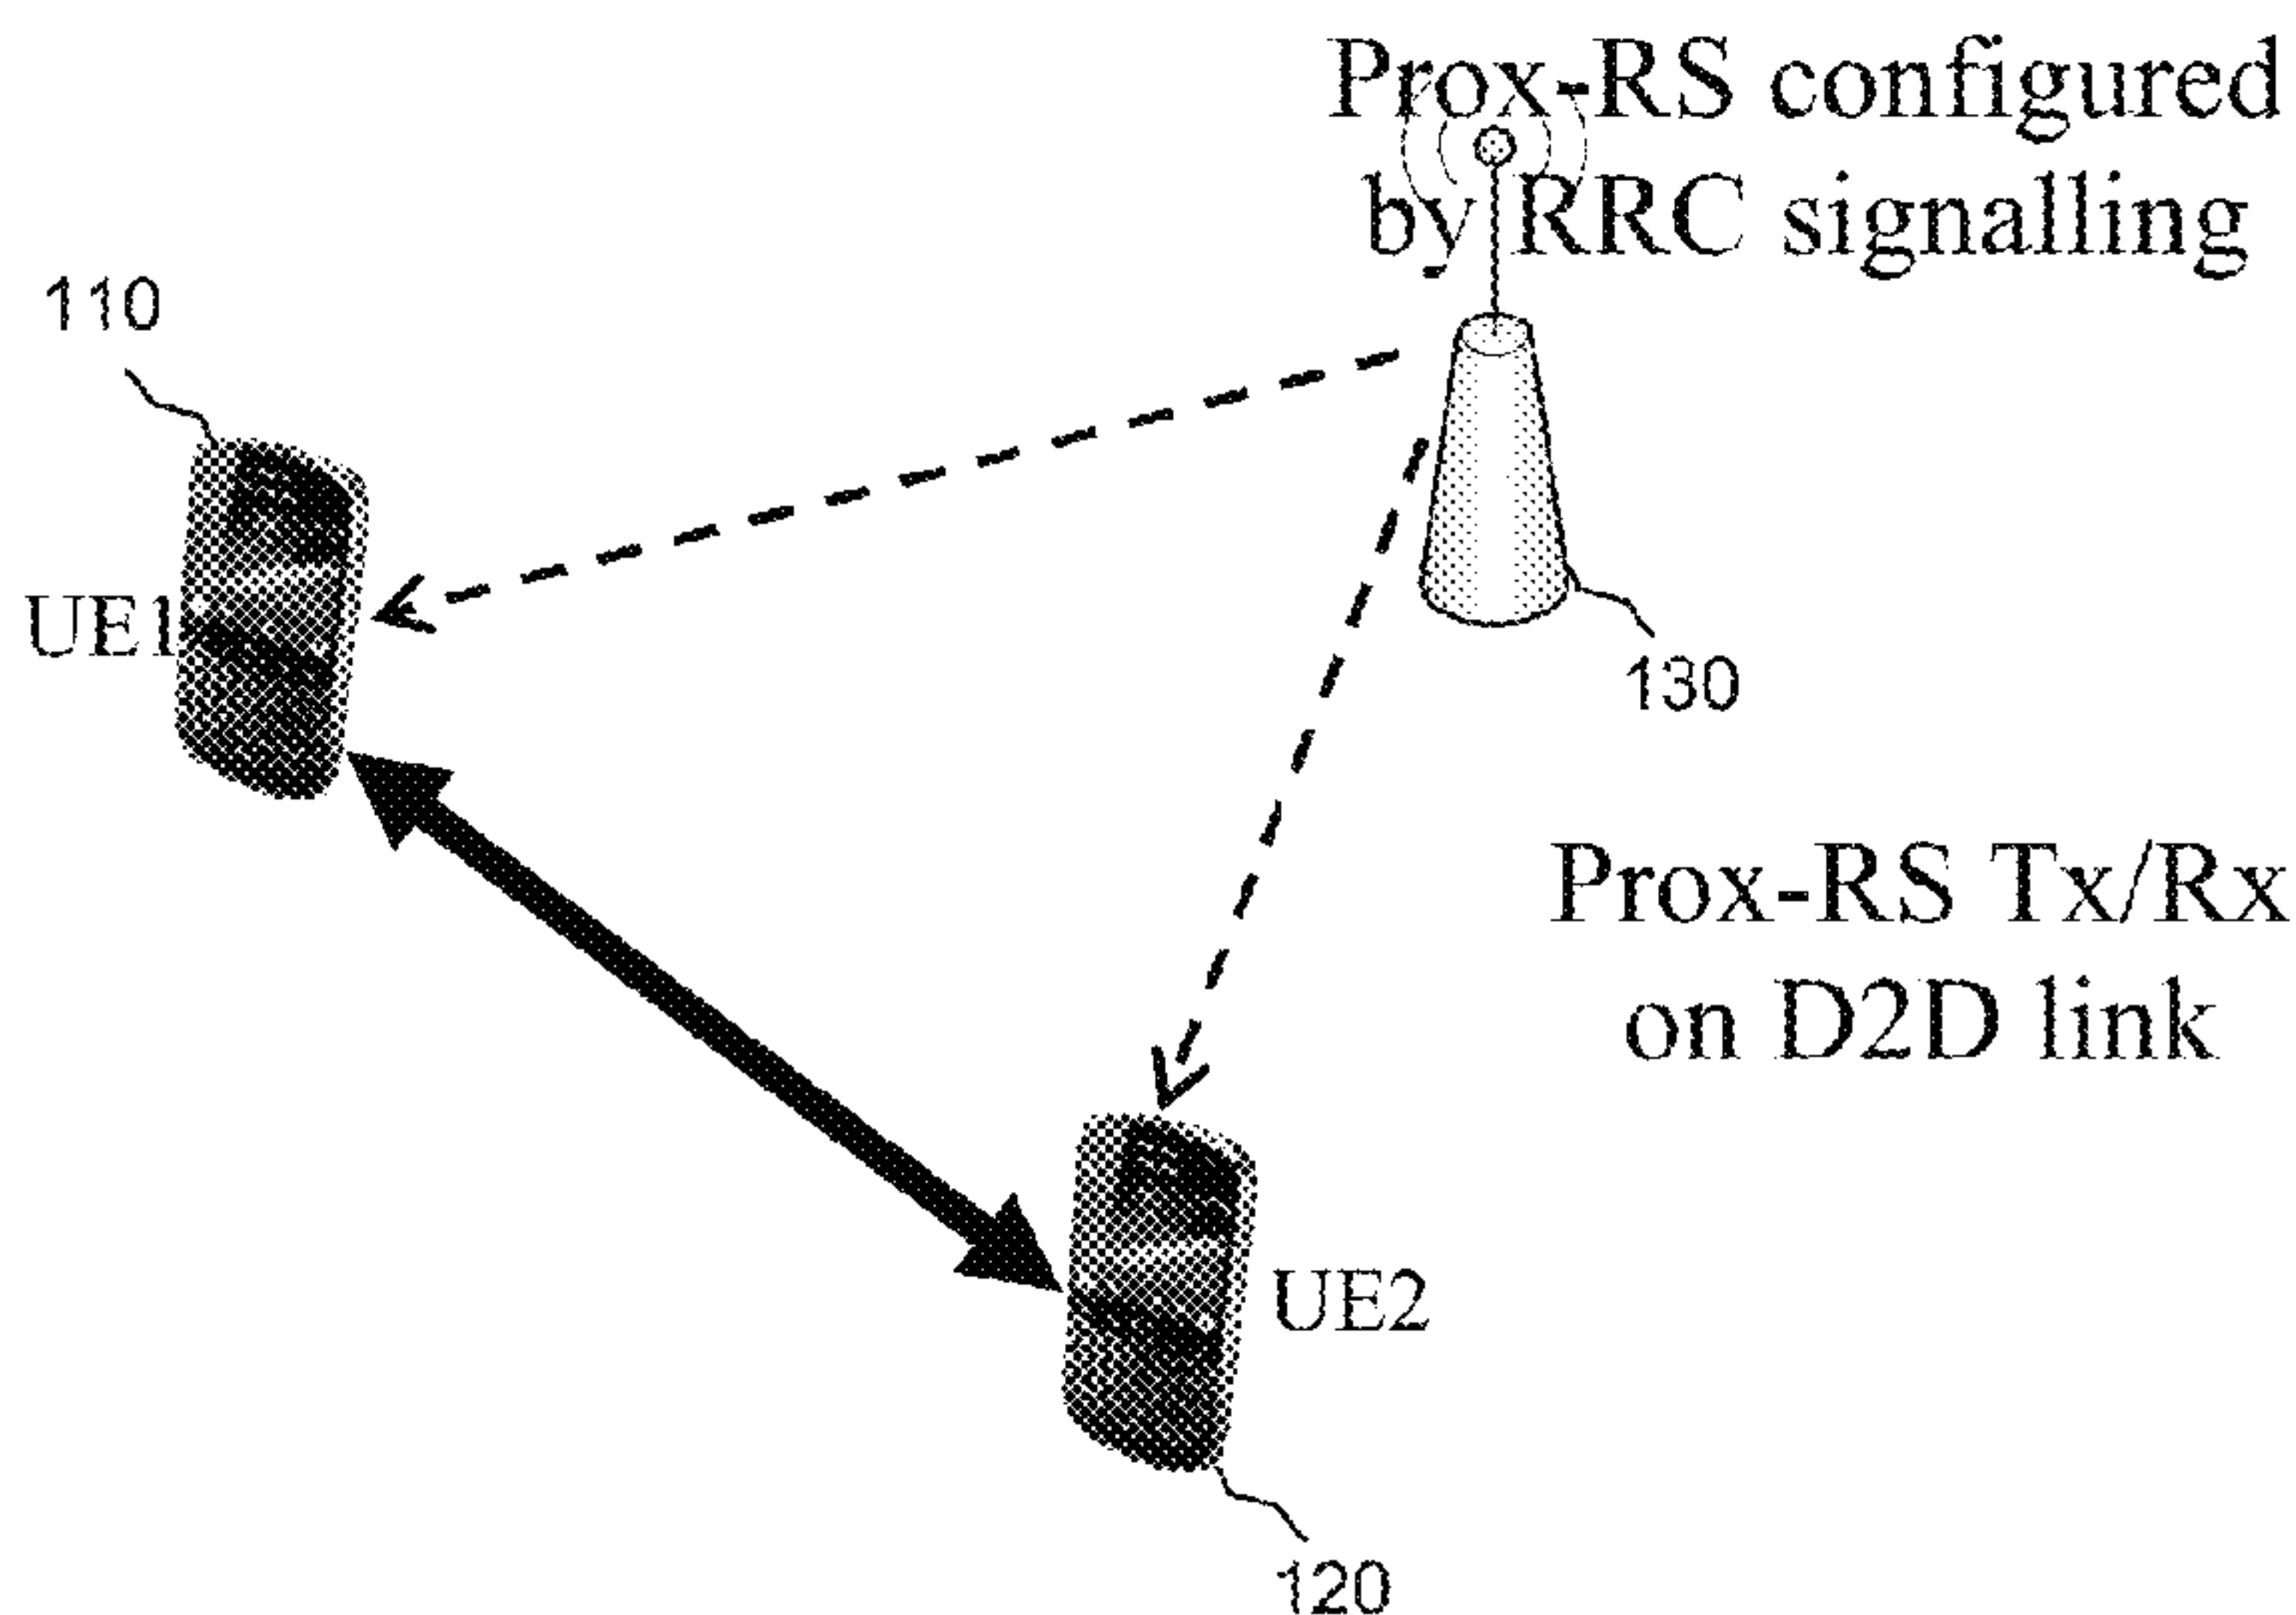 Prox-RS configured
by RRC signalling
110
UE1
130
Prox-RS Tx/Rx
on D2D link
UE2
120